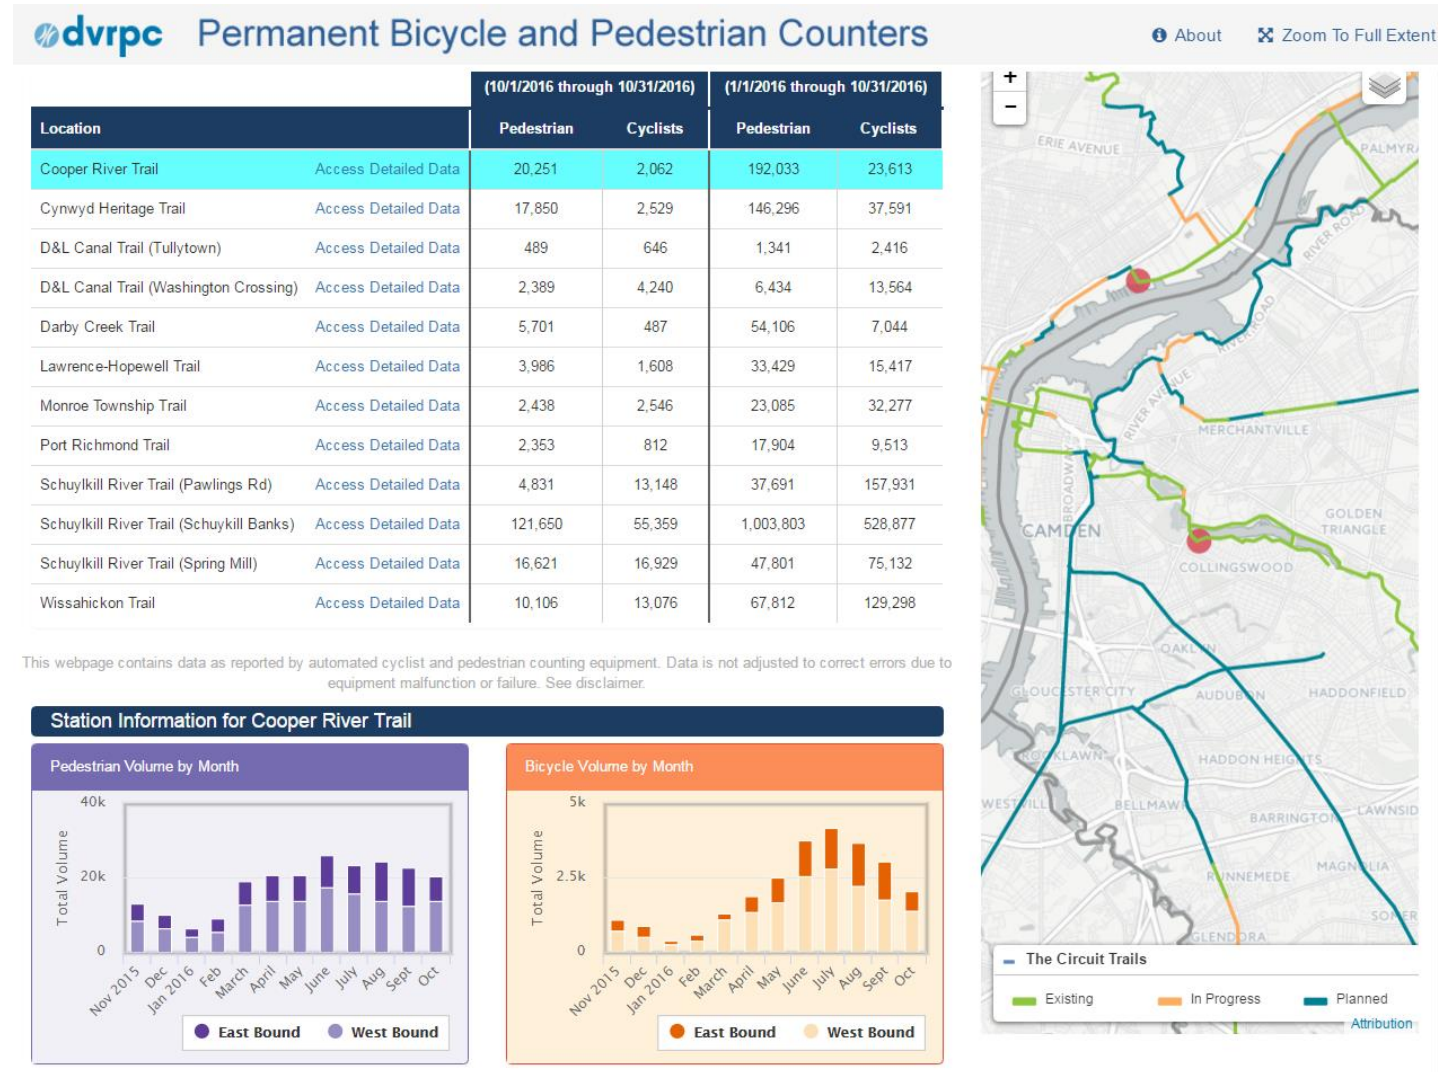 dvrpc Permanent Bicycle and Pedestrian Counters
About Zoom To Full Extent
(10/1/2016 through 10/31/2016) (1/1/2016 through 10/31/2016)
Location Pedestrian Cyclists Pedestrian Cyclists
Cooper River Trail Access Detailed Data 20,251 2,062 192,033 23,613
Cynwyd Heritage Trail Access Detailed Data 17,850 2,529 146,296 37,591
D&L Canal Trail (Tullytown) Access Detailed Data 489 646 1,341 2,416
D&L Canal Trail (Washington Crossing) Access Detailed Data 2,389 4,240 6,434 13,564
Darby Creek Trail Access Detailed Data 5,701 487 54,106 7,044
Lawrence-Hopewell Trail Access Detailed Data 3,986 1,608 33,429 15,417
Monroe Township Trail Access Detailed Data 2,438 2,546 23,085 32,277
Port Richmond Trail Access Detailed Data 2,353 812 17,904 9,513
Schuylkill River Trail (Pawlings Rd) Access Detailed Data 4,831 13,148 37,691 157,931
Schuylkill River Trail (Schuykill Banks) Access Detailed Data 121,650 55,359 1,003,803 528,877
Schuylkill River Trail (Spring Mill) Access Detailed Data 16,621 16,929 47,801 75,132
Wissahickon Trail Access Detailed Data 10,106 13,076 67,812 129,298
This webpage contains data as reported by automated cyclist and pedestrian counting equipment. Data is not adjusted to correct errors due to
equipment malfunction or failure. See disclaimer.
Station Information for Cooper River Trail
Pedestrian Volume by Month
40k
20k
0
Total Volume
Nov 2015 Dec Jan 2016 Feb March April May June July Aug Sept Oct
East Bound West Bound
Bicycle Volume by Month
5k
2.5k
0
Total Volume
Nov 2015 Dec Jan 2016 Feb March April May June July Aug Sept Oct
East Bound West Bound
+
−
ERIE AVENUE
PALMYRA
RIVER ROAD
RIVER ROAD
RIVER AVENUE
MERCHANTVILLE
BROADWAY
CAMDEN
GOLDEN
TRIANGLE
COLLINGSWOOD
OAKLYN
GLOUCESTER CITY
AUDUBON
HADDONFIELD
BROOKLAWN
HADDON HEIGHTS
WESTVILLE
BELLMAWR
BARRINGTON
LAWNSID
RUNNEMEDE
MAGNOLIA
SOMER
GLENDORA
The Circuit Trails
Existing In Progress Planned
Attribution